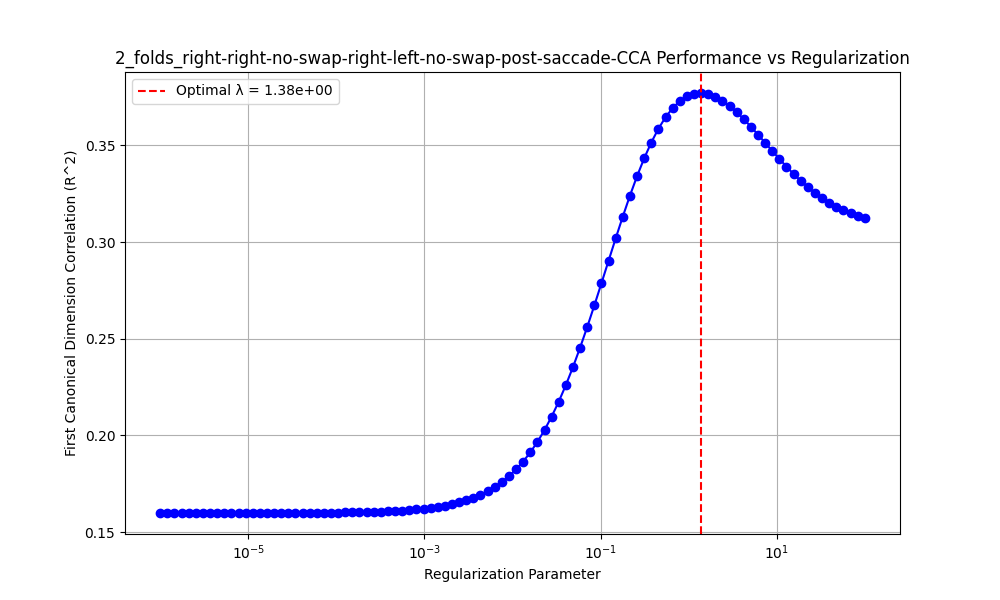 2_folds_right-right-no-swap-right-left-no-swap-post-saccade-CCA Performance vs Regularization
Optimal λ = 1.38e+00
First Canonical Dimension Correlation (R^2)
0.35
0.30
0.25
0.20
0.15
10⁻⁵ 10⁻³ 10⁻¹ 10¹
Regularization Parameter